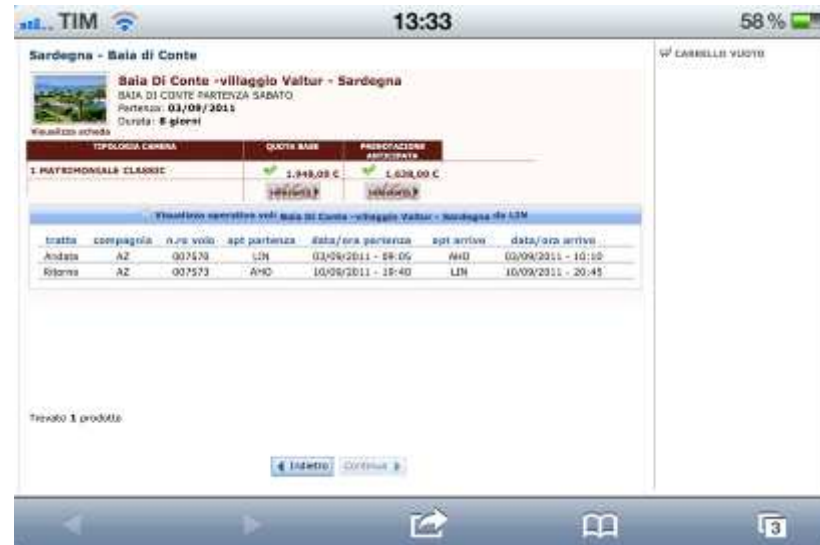 TIM 13:33 58 %
Sardegna - Baia di Conte
CARRELLO VUOTO
Baia Di Conte -villaggio Valtur - Sardegna
BAIA DI CONTE PARTENZA SABATO
Partenza: 03/09/2011
Durata: 8 giorni
Visualizza scheda
TIPOLOGIA CAMERA QUOTA BASE PRENOTAZIONE ANTICIPATA
1 MATRIMONIALE CLASSIC 1.948,00 € 1.638,00 €
Visualizza operativo voli Baia Di Conte -villaggio Valtur - Sardegna da LIN
tratta compagnia n.ro volo apt partenza data/ora partenza apt arrivo data/ora arrivo
Andata AZ 007570 LIN 03/09/2011 - 09:05 AHO 03/09/2011 - 10:10
Ritorno AZ 007573 AHO 10/09/2011 - 19:40 LIN 10/09/2011 - 20:45
Trovato 1 prodotto
Indietro Continua
3